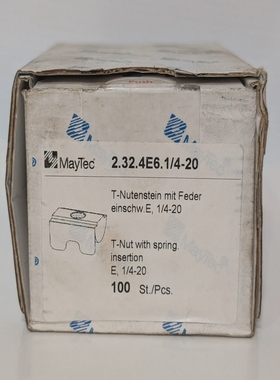 MayTec
2.32.4E6.1/4-20
T-Nutenstein mit Feder
einschw.E, 1/4-20
T-Nut with spring.
insertion
E, 1/4-20
100 St./Pcs.
MayTec